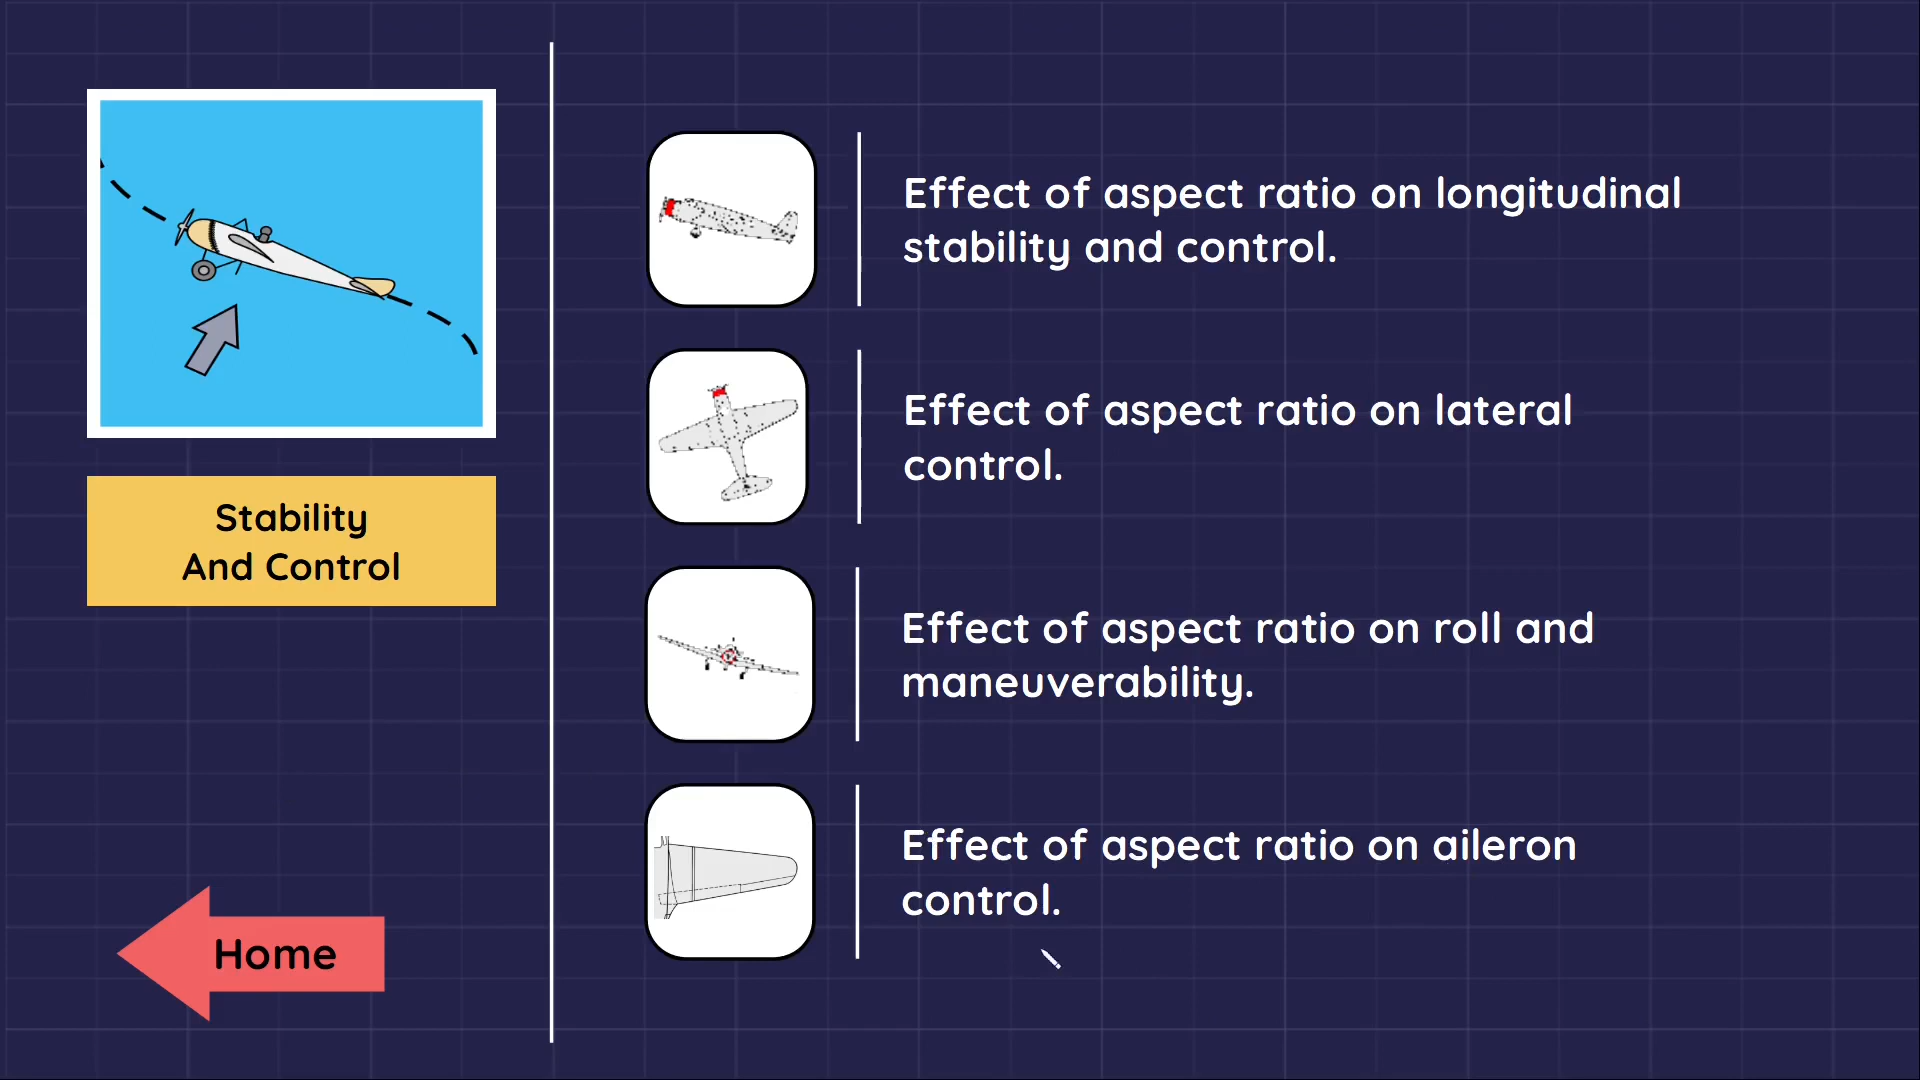 Stability
And Control
Home
Effect of aspect ratio on longitudinal
stability and control.
Effect of aspect ratio on lateral
control.
Effect of aspect ratio on roll and
maneuverability.
Effect of aspect ratio on aileron
control.